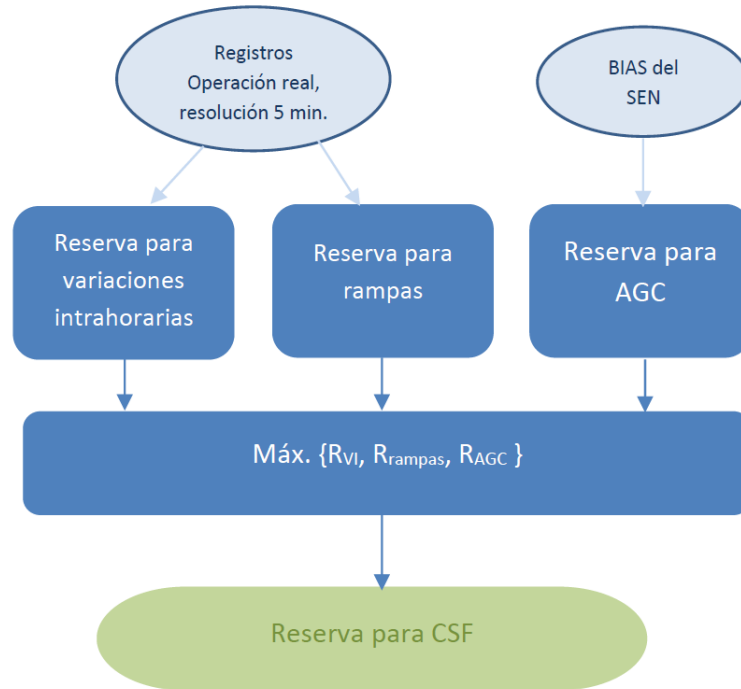 Registros
Operación real,
resolución 5 min.
BIAS del
SEN
Reserva para
variaciones
intrahorarias
Reserva para
rampas
Reserva para
AGC
Máx. {RVI, Rrampas, RAGC }
Reserva para CSF